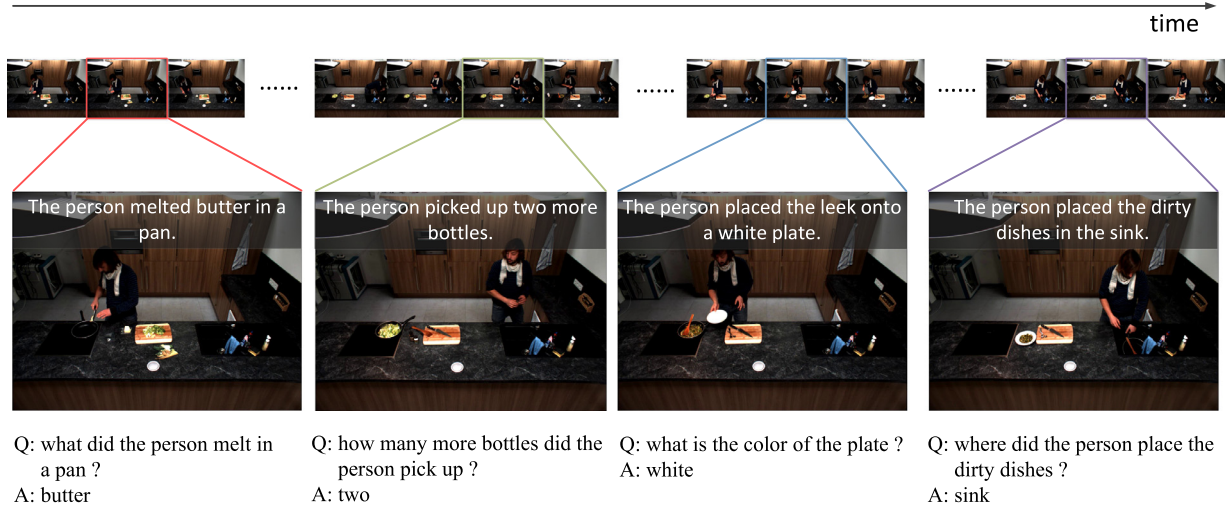 time
......
......
......
The person melted butter in a
pan.
The person picked up two more
bottles.
The person placed the leek onto
a white plate.
The person placed the dirty
dishes in the sink.
Q: what did the person melt in
a pan ?
A: butter
Q: how many more bottles did the
person pick up ?
A: two
Q: what is the color of the plate ?
A: white
Q: where did the person place the
dirty dishes ?
A: sink